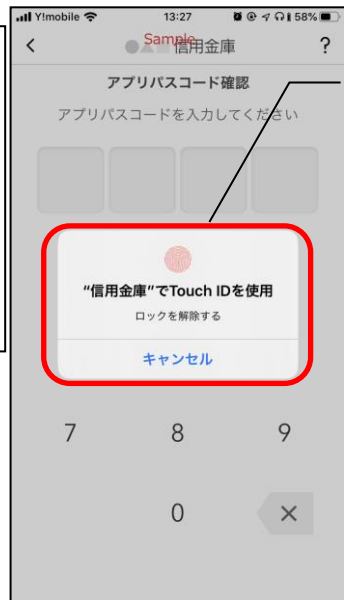 Y!mobile 13:27 58%
Sample
●▲■信用金庫 ?
アプリパスコード確認
アプリパスコードを入力してください
“信用金庫”でTouch IDを使用
ロックを解除する
キャンセル
7 8 9
0